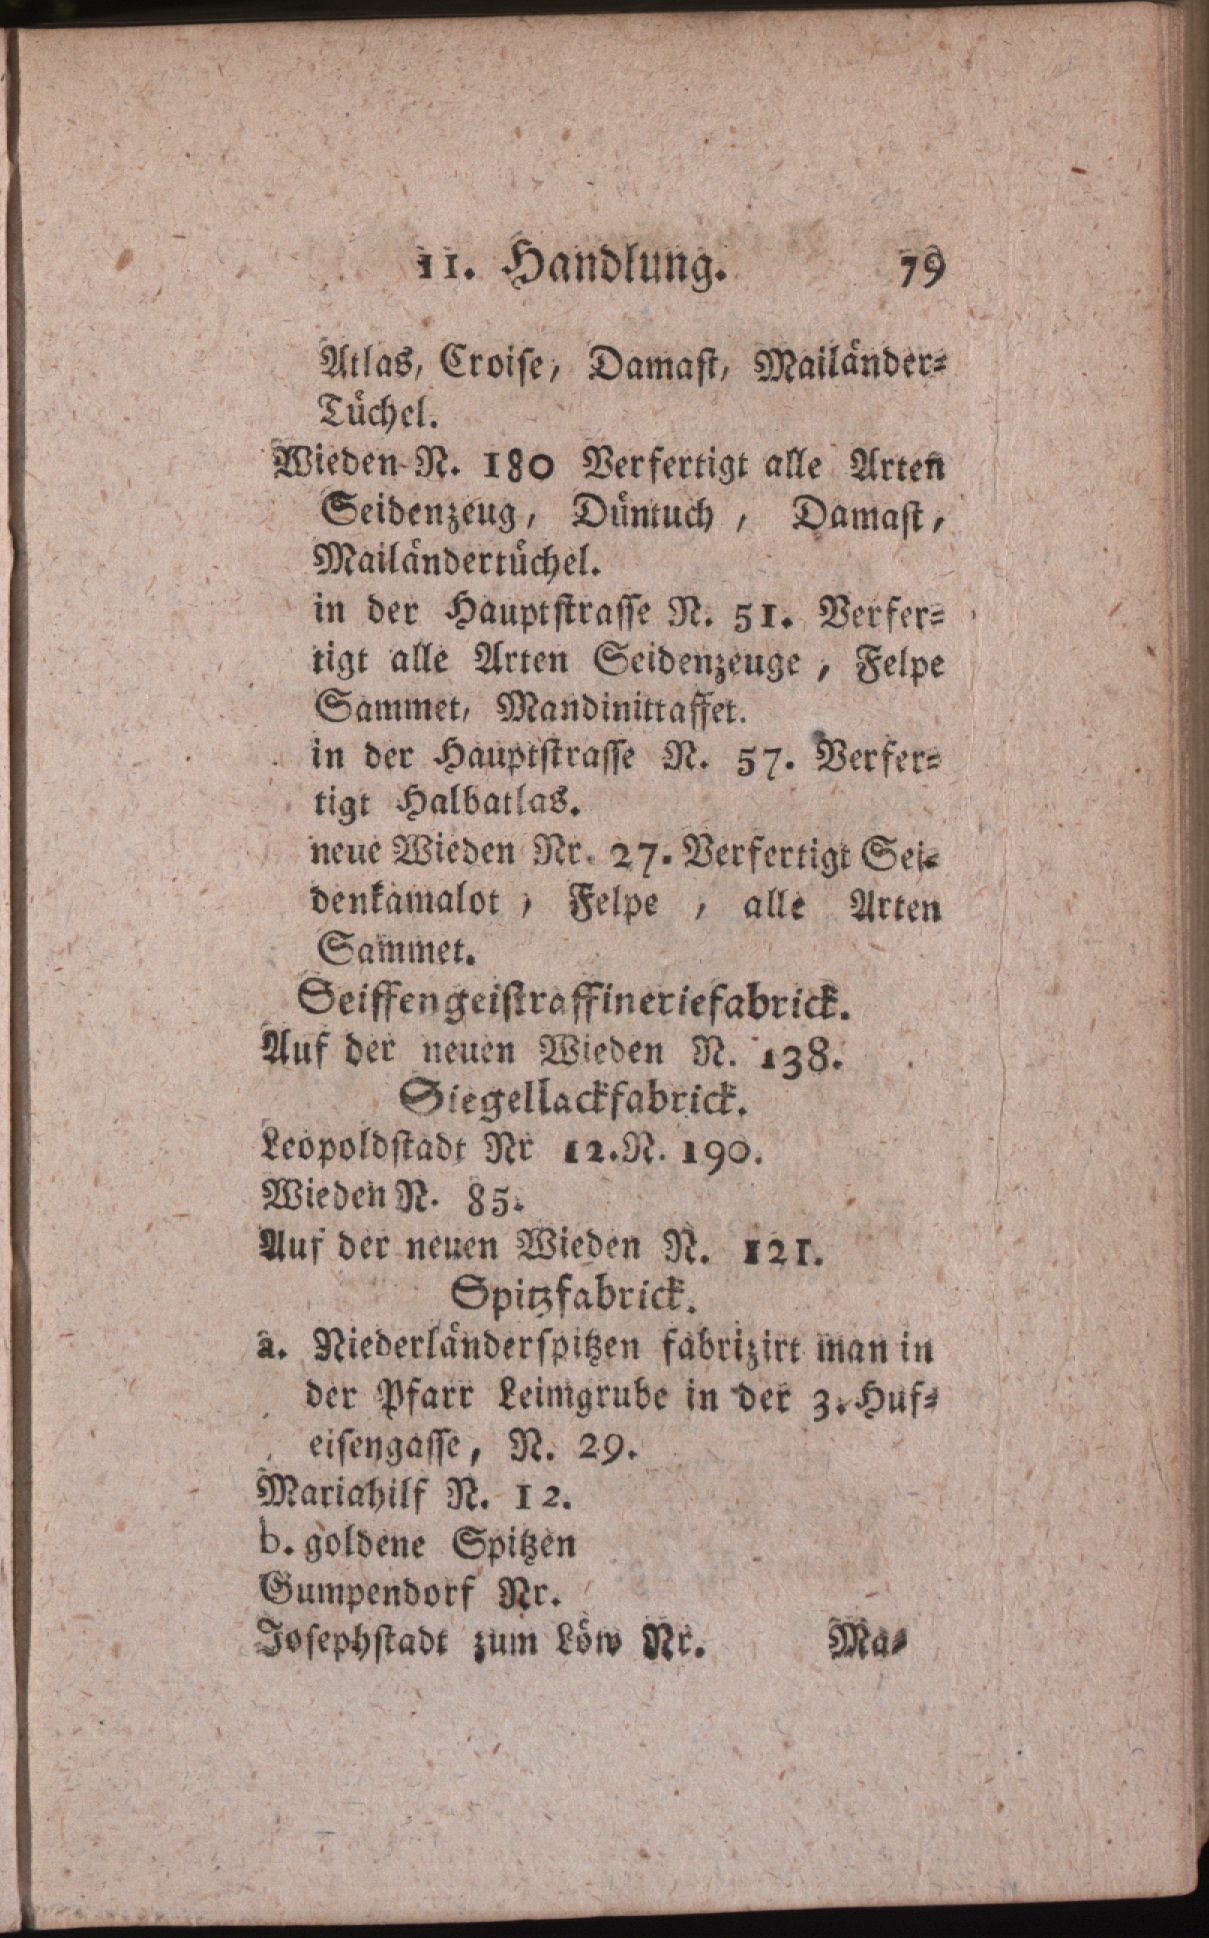 11. Handlung. 79
Atlas, Croise, Damast, Mailänder-
Tüchel.
Wieden N. 180 Verfertigt alle Arten
Seidenzeug, Düntuch, Damast,
Mailändertüchel.
in der Hauptstrasse N. 51. Verfer-
tigt alle Arten Seidenzeuge, Felpe
Sammet, Mandinittaffet.
in der Hauptstrasse N. 57. Verfer-
tigt Halbatlas.
neue Wieden Nr. 27. Verfertigt Sei-
denkamalot, Felpe, alle Arten
Sammet.
Seiffengeistraffineriefabrick.
Auf der neuen Wieden N. 138.
Siegellackfabrick.
Leopoldstadt Nr 12. N. 190.
Wieden N. 85.
Auf der neuen Wieden N. 121.
Spitzfabrick.
a. Niederländerspitzen fabrizirt man in
der Pfarr Leimgrube in der 3. Huf-
eisengasse, N. 29.
Mariahilf N. 12.
b. goldene Spitzen
Gumpendorf Nr.
Josephstadt zum Löw Nr. Ma-